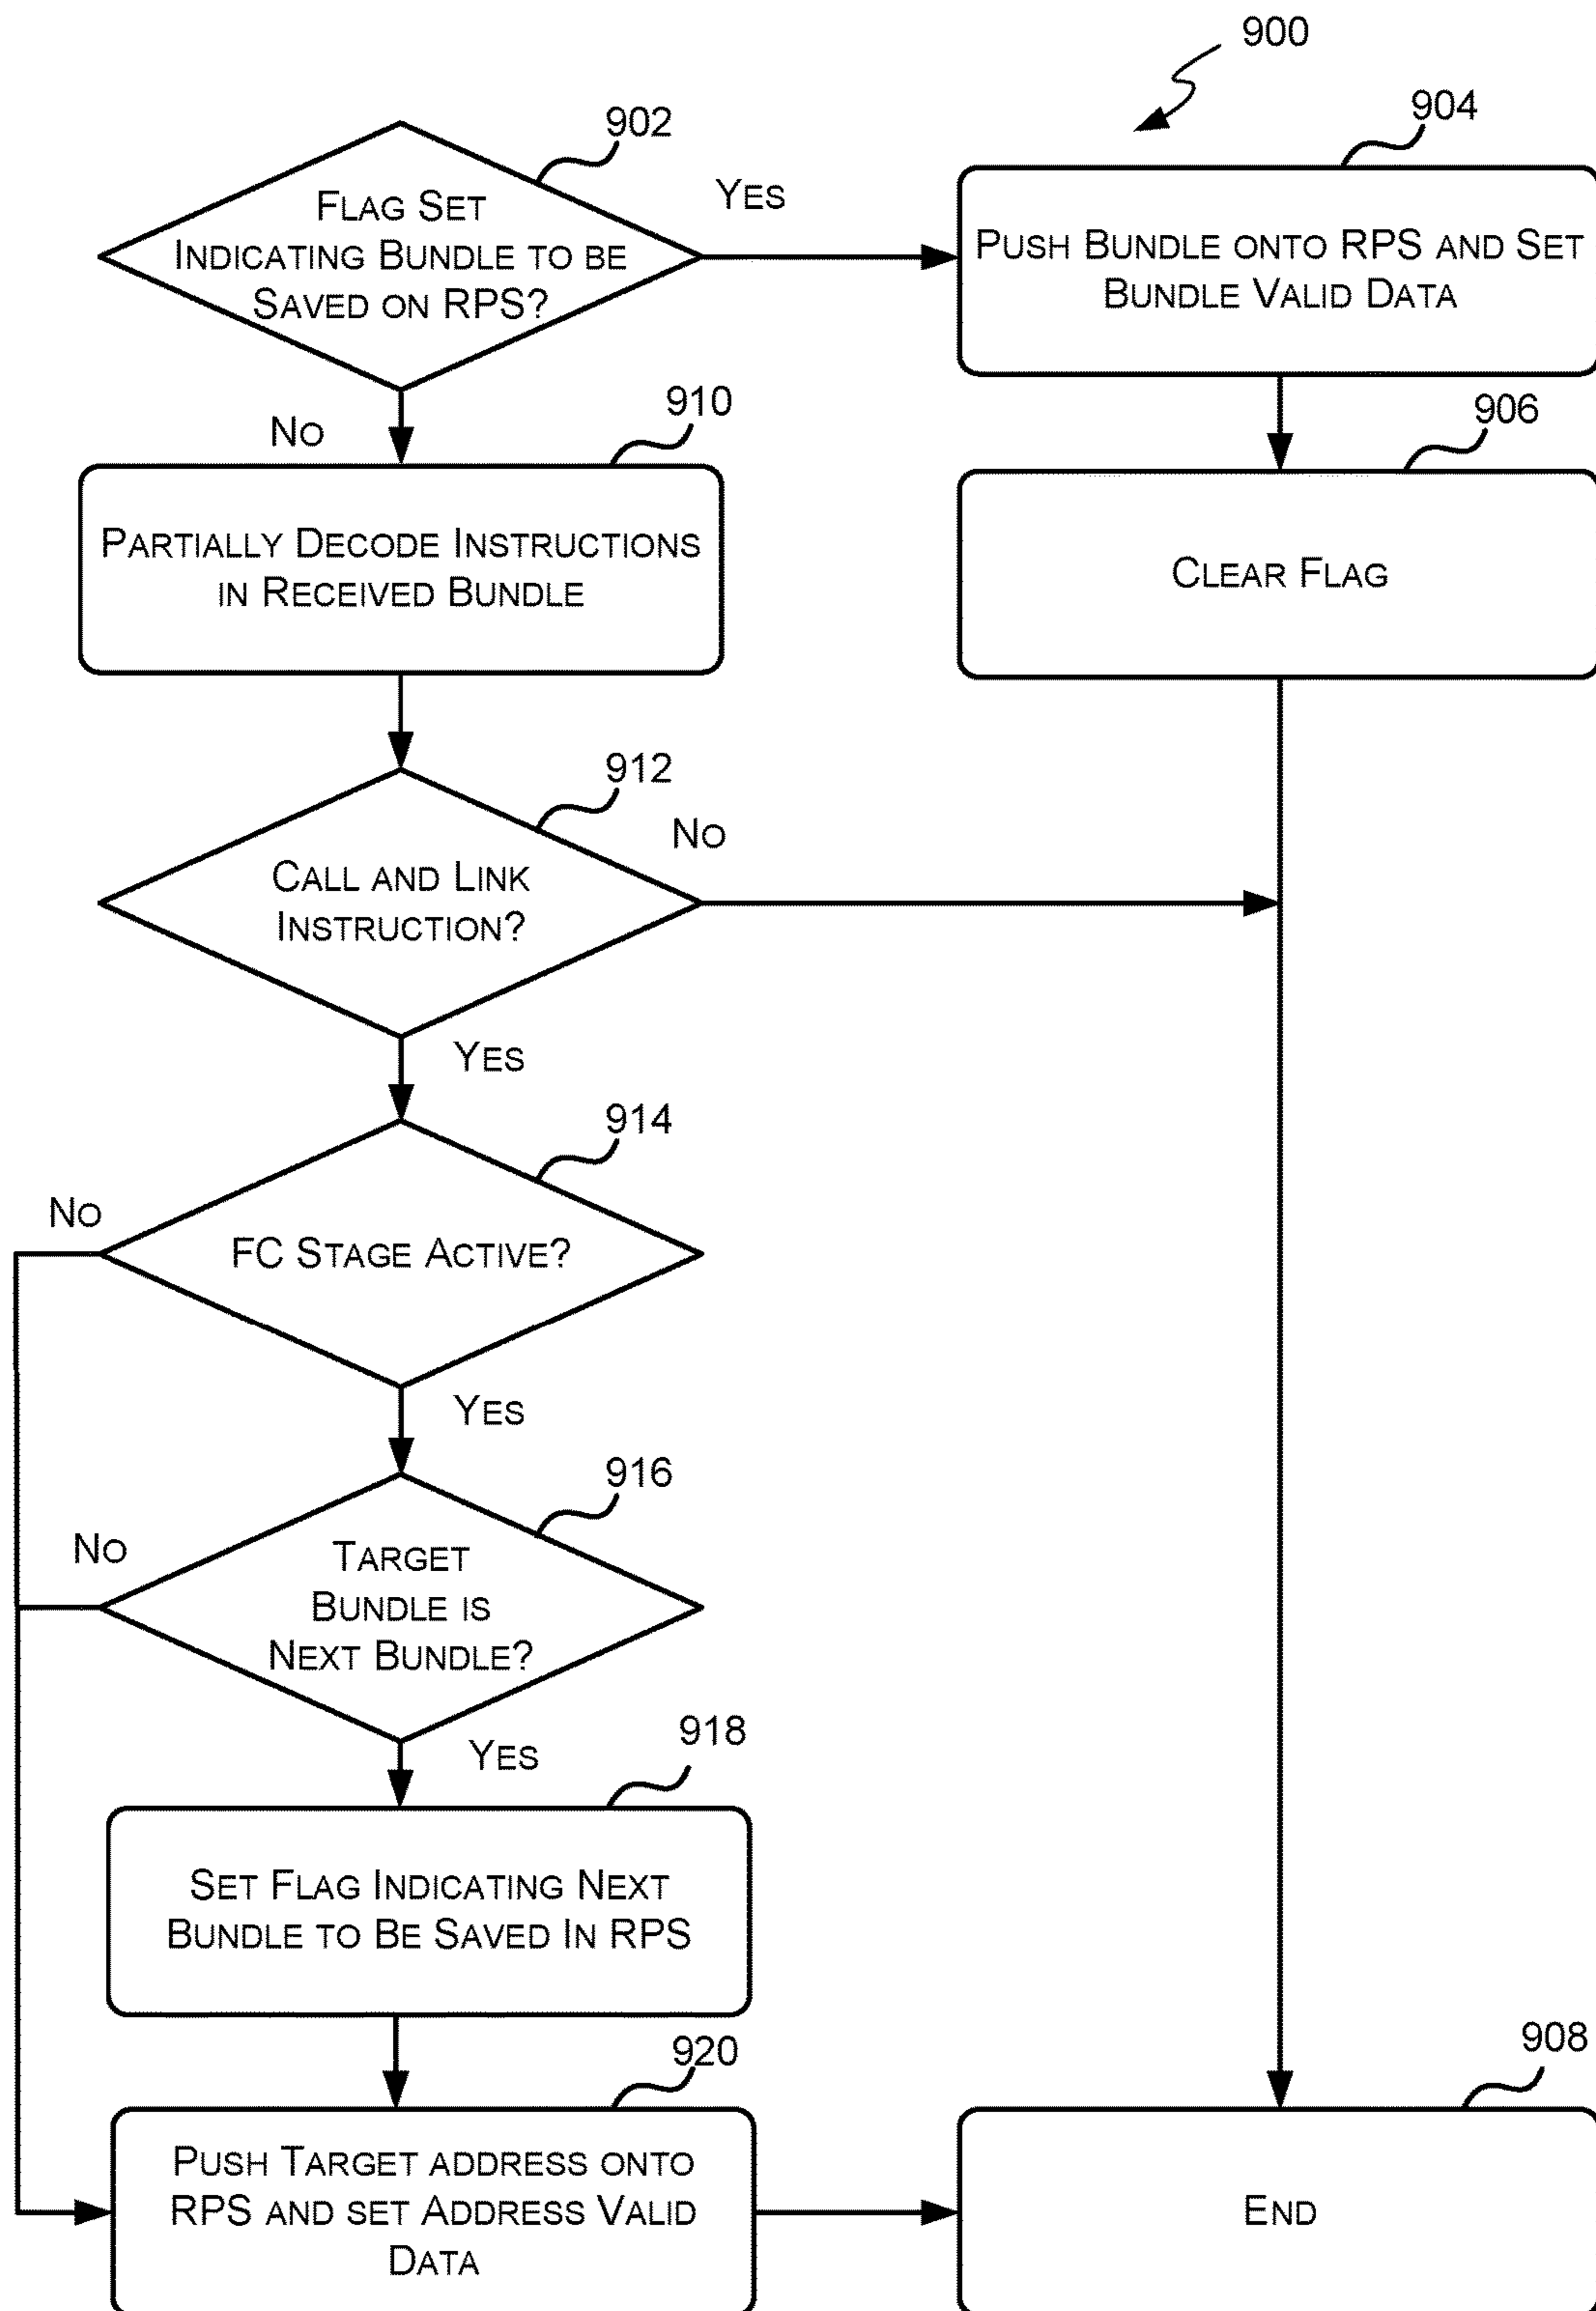 900
902
FLAG SET
INDICATING BUNDLE TO BE
SAVED ON RPS?
YES
904
PUSH BUNDLE ONTO RPS AND SET
BUNDLE VALID DATA
NO
910
PARTIALLY DECODE INSTRUCTIONS
IN RECEIVED BUNDLE
906
CLEAR FLAG
912
CALL AND LINK
INSTRUCTION?
NO
YES
914
FC STAGE ACTIVE?
NO
YES
916
TARGET
BUNDLE IS
NEXT BUNDLE?
NO
YES
918
SET FLAG INDICATING NEXT
BUNDLE TO BE SAVED IN RPS
920
PUSH TARGET ADDRESS ONTO
RPS AND SET ADDRESS VALID
DATA
908
END